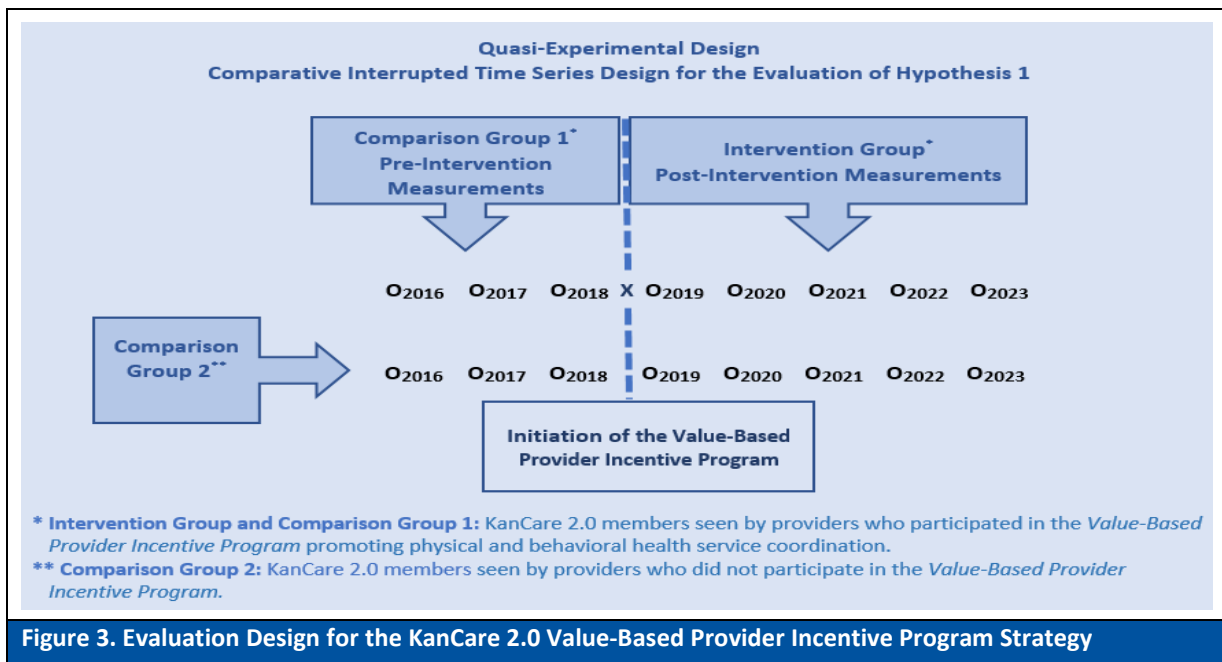 Quasi-Experimental Design
Comparative Interrupted Time Series Design for the Evaluation of Hypothesis 1
Comparison Group 1*
Pre-Intervention
Measurements
Intervention Group*
Post-Intervention Measurements
O2016 O2017 O2018 X O2019 O2020 O2021 O2022 O2023
Comparison
Group 2**
O2016 O2017 O2018 O2019 O2020 O2021 O2022 O2023
Initiation of the Value-Based
Provider Incentive Program
* Intervention Group and Comparison Group 1: KanCare 2.0 members seen by providers who participated in the Value-Based
Provider Incentive Program promoting physical and behavioral health service coordination.
** Comparison Group 2: KanCare 2.0 members seen by providers who did not participate in the Value-Based Provider
Incentive Program.
Figure 3. Evaluation Design for the KanCare 2.0 Value-Based Provider Incentive Program Strategy